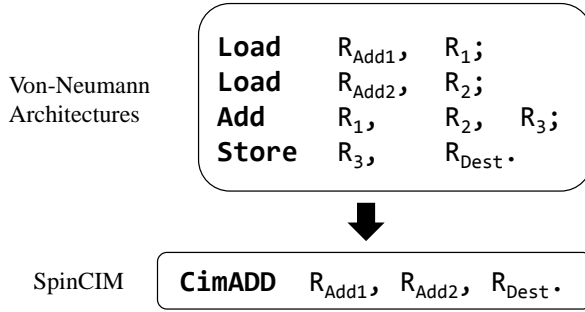 Von-Neumann
Architectures
Load R_Add1, R_1;
Load R_Add2, R_2;
Add R_1, R_2, R_3;
Store R_3, R_Dest.
SpinCIM
CimADD R_Add1, R_Add2, R_Dest.